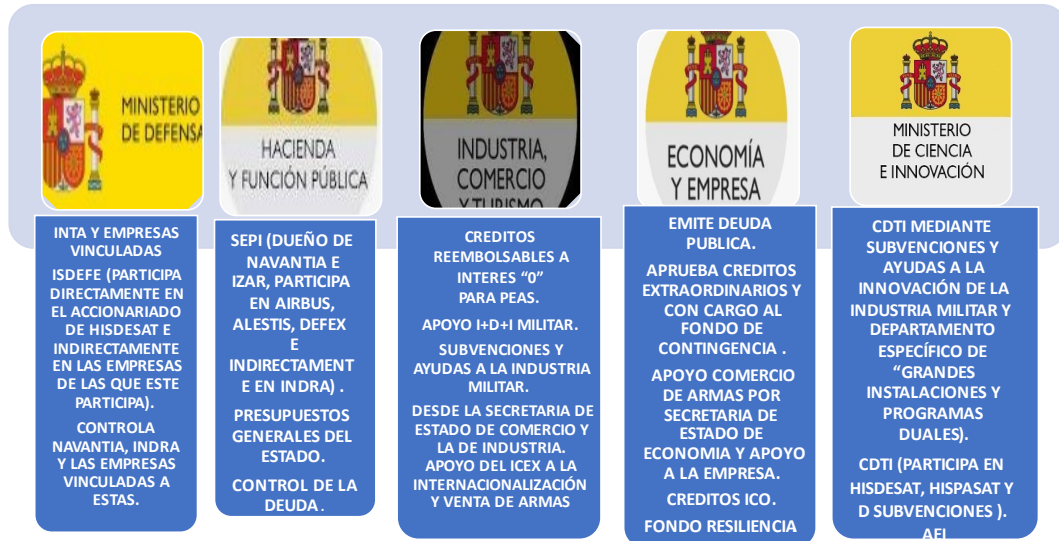 MINISTERIO
DE DEFENSA
INTA Y EMPRESAS
VINCULADAS
ISDEFE (PARTICIPA
DIRECTAMENTE EN
EL ACCIONARIADO
DE HISDESAT E
INDIRECTAMENTE
EN LAS EMPRESAS
DE LAS QUE ESTE
PARTICIPA).
CONTROLA
NAVANTIA, INDRA
Y LAS EMPRESAS
VINCULADAS A
ESTAS.
HACIENDA
Y FUNCIÓN PÚBLICA
SEPI (DUEÑO DE
NAVANTIA E
IZAR, PARTICIPA
EN AIRBUS,
ALESTIS, DEFEX
E
INDIRECTAMENT
E EN INDRA) .
PRESUPUESTOS
GENERALES DEL
ESTADO.
CONTROL DE LA
DEUDA .
INDUSTRIA,
COMERCIO
Y TURISMO
CREDITOS
REEMBOLSABLES A
INTERES “0”
PARA PEAS.
APOYO I+D+I MILITAR.
SUBVENCIONES Y
AYUDAS A LA INDUSTRIA
MILITAR.
DESDE LA SECRETARIA DE
ESTADO DE COMERCIO Y
LA DE INDUSTRIA.
APOYO DEL ICEX A LA
INTERNACIONALIZACIÓN
Y VENTA DE ARMAS
ECONOMÍA
Y EMPRESA
EMITE DEUDA
PUBLICA.
APRUEBA CREDITOS
EXTRAORDINARIOS Y
CON CARGO AL
FONDO DE
CONTINGENCIA .
APOYO COMERCIO
DE ARMAS POR
SECRETARIA DE
ESTADO DE
ECONOMIA Y APOYO
A LA EMPRESA.
CREDITOS ICO.
FONDO RESILIENCIA
MINISTERIO
DE CIENCIA
E INNOVACIÓN
CDTI MEDIANTE
SUBVENCIONES Y
AYUDAS A LA
INNOVACIÓN DE LA
INDUSTRIA MILITAR Y
DEPARTAMENTO
ESPECÍFICO DE
“GRANDES
INSTALACIONES Y
PROGRAMAS
DUALES).
CDTI (PARTICIPA EN
HISDESAT, HISPASAT Y
D SUBVENCIONES ).